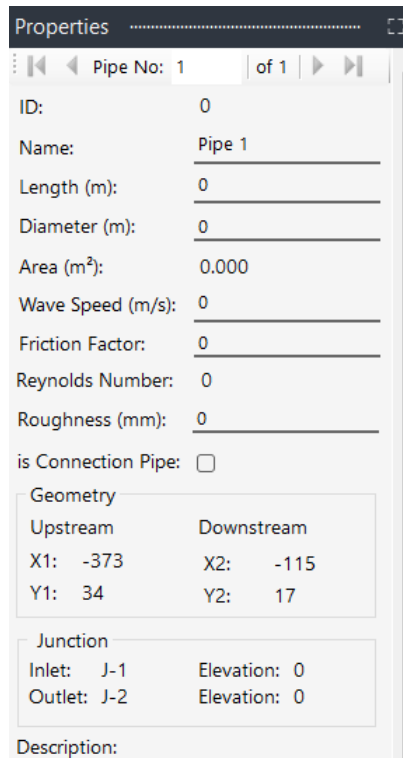 Properties
Pipe No: 1 of 1
ID: 0
Name: Pipe 1
Length (m): 0
Diameter (m): 0
Area (m²): 0.000
Wave Speed (m/s): 0
Friction Factor: 0
Reynolds Number: 0
Roughness (mm): 0
is Connection Pipe:
Geometry
Upstream Downstream
X1: -373 X2: -115
Y1: 34 Y2: 17
Junction
Inlet: J-1 Elevation: 0
Outlet: J-2 Elevation: 0
Description: